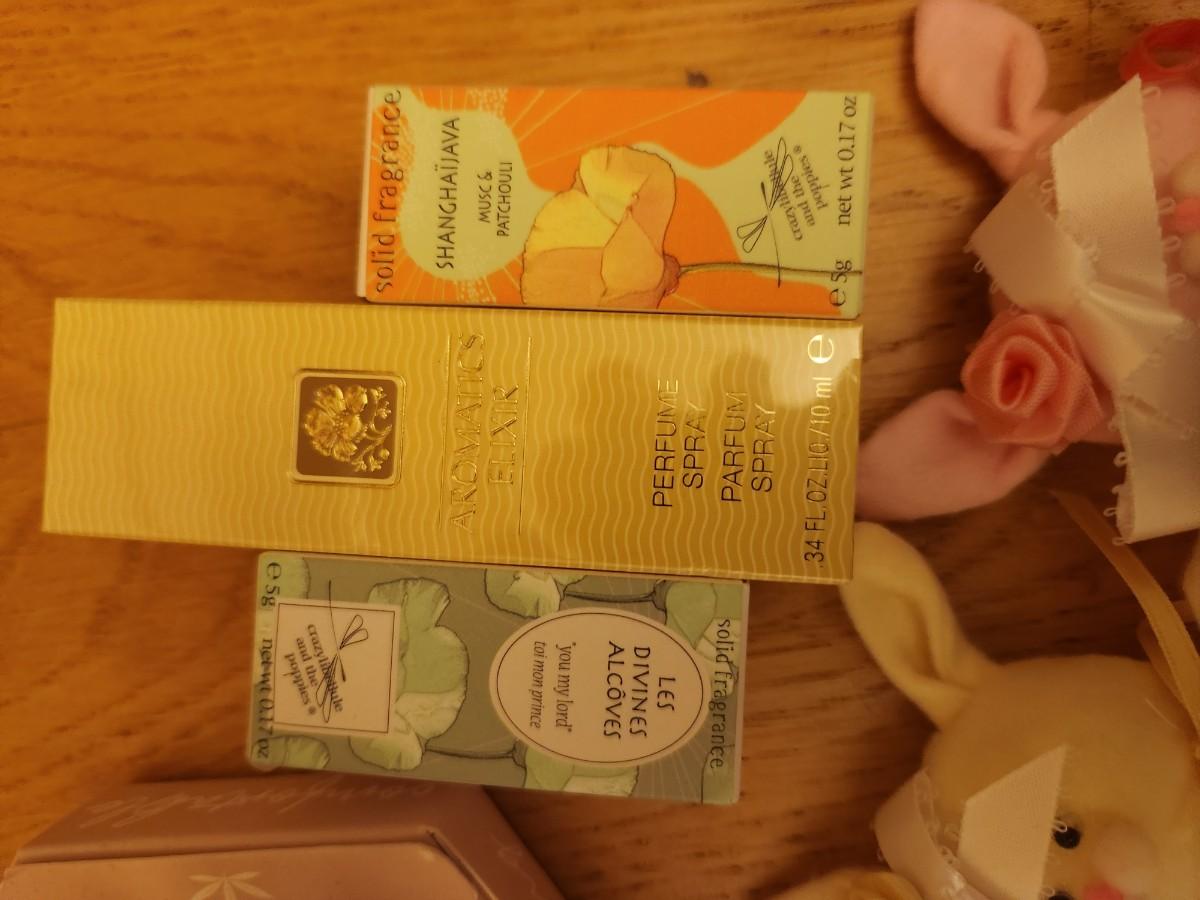 solid fragrance
SHANGHAÏJAVA
MUSC &
PATCHOULI
crazylibellule
and the
poppies®
e 5g net wt 0.17 oz
AROMATICS
ELIXIR
PERFUME
SPRAY
PARFUM
SPRAY
.34 FL.OZ.LIQ./10 ml e
solid fragrance
LES
DIVINES
ALCÔVES
"you my lord"
toi mon prince
crazylibellule
and the
poppies®
e 5g net wt 0.17 oz
comfortable